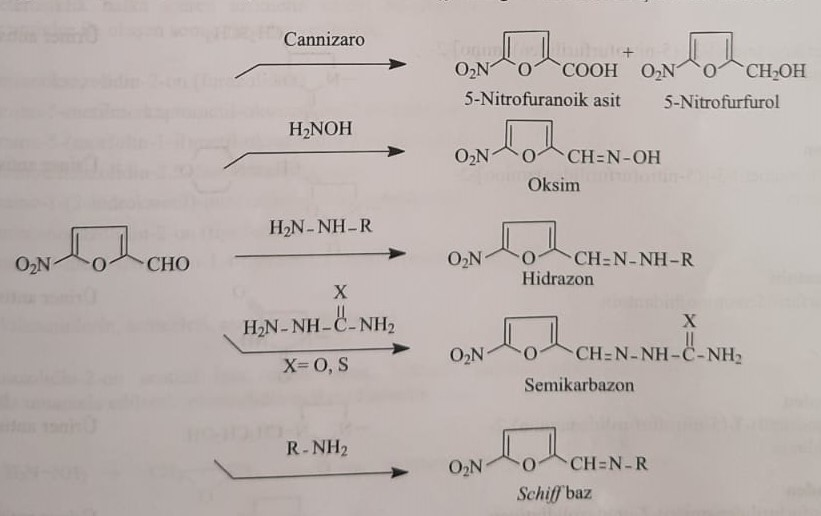 Cannizaro
O₂N O COOH + O₂N O CH₂OH
5-Nitrofuranoik asit 5-Nitrofurfurol
H₂NOH
O₂N O CH=N-OH
Oksim
H₂N-NH-R
O₂N O CHO
O₂N O CH=N-NH-R
Hidrazon
X
H₂N-NH-C-NH₂
X= O, S
X
O₂N O CH=N-NH-C-NH₂
Semikarbazon
R-NH₂
O₂N O CH=N-R
Schiff baz